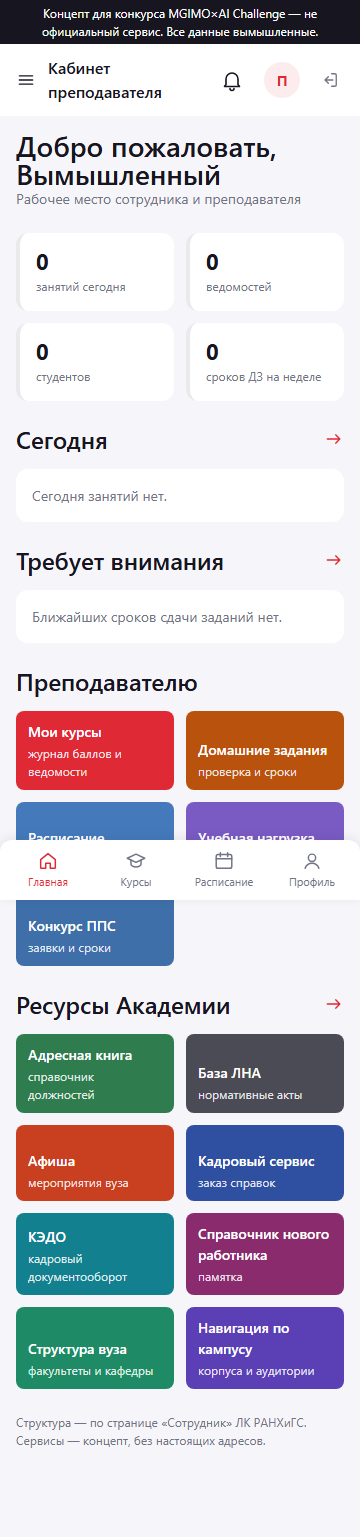 Концепт для конкурса MGIMO×AI Challenge — не
официальный сервис. Все данные вымышленные.
Кабинет
преподавателя
П
Добро пожаловать,
Вымышленный
Рабочее место сотрудника и преподавателя
0
занятий сегодня
0
ведомостей
0
студентов
0
сроков ДЗ на неделе
Сегодня
Сегодня занятий нет.
Требует внимания
Ближайших сроков сдачи заданий нет.
Преподавателю
Мои курсы
журнал баллов и
ведомости
Домашние задания
проверка и сроки
Расписание
Учебная нагрузка
Главная
Курсы
Расписание
Профиль
Конкурс ППС
заявки и сроки
Ресурсы Академии
Адресная книга
справочник
должностей
База ЛНА
нормативные акты
Афиша
мероприятия вуза
Кадровый сервис
заказ справок
КЭДО
кадровый
документооборот
Справочник нового
работника
памятка
Структура вуза
факультеты и кафедры
Навигация по
кампусу
корпуса и аудитории
Структура — по странице «Сотрудник» ЛК РАНХиГС.
Сервисы — концепт, без настоящих адресов.